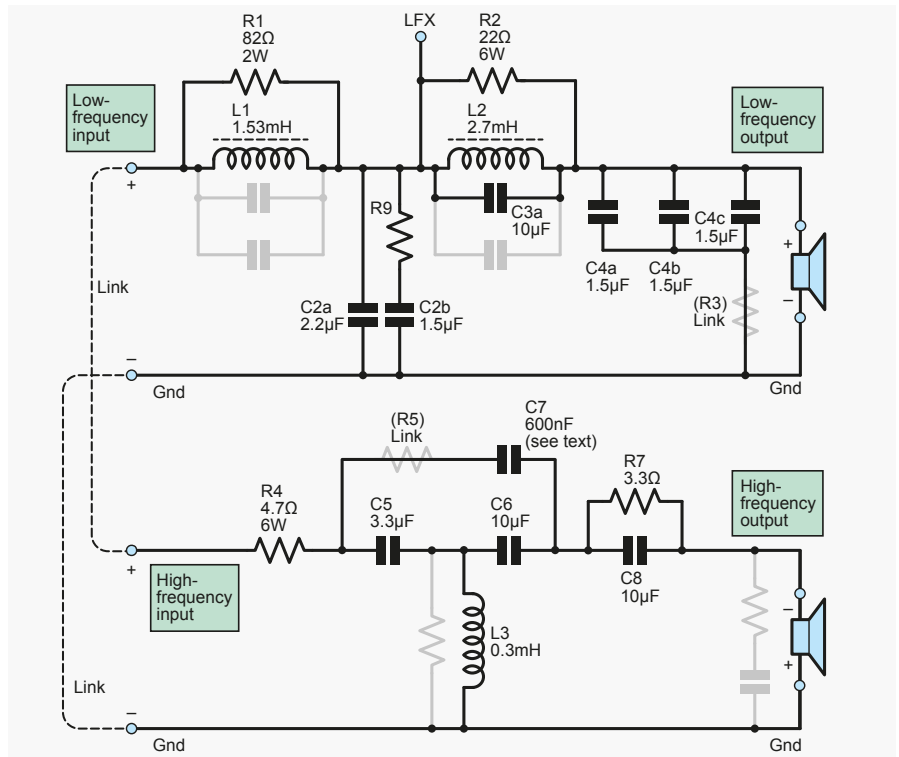 R1
82Ω
2W
LFX
R2
22Ω
6W
Low-
frequency
input
L1
1.53mH
L2
2.7mH
Low-
frequency
output
+
R9
C3a
10µF
C4c
1.5µF
+
Link
C2a
2.2µF
C2b
1.5µF
C4a
1.5µF
C4b
1.5µF
(R3)
Link
–
–
Gnd
Gnd
(R5)
Link
C7
600nF
(see text)
R7
3.3Ω
High-
frequency
output
R4
4.7Ω
6W
C5
3.3µF
C6
10µF
+
High-
frequency
input
C8
10µF
–
L3
0.3mH
+
Link
–
Gnd
Gnd